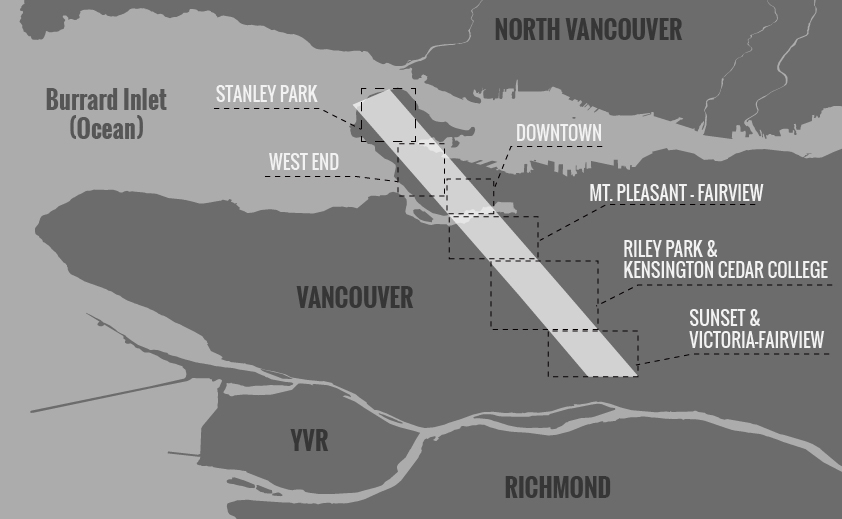 NORTH VANCOUVER
Burrard Inlet
(Ocean)
STANLEY PARK
DOWNTOWN
WEST END
MT. PLEASANT - FAIRVIEW
RILEY PARK &
KENSINGTON CEDAR COLLEGE
VANCOUVER
SUNSET &
VICTORIA-FAIRVIEW
YVR
RICHMOND